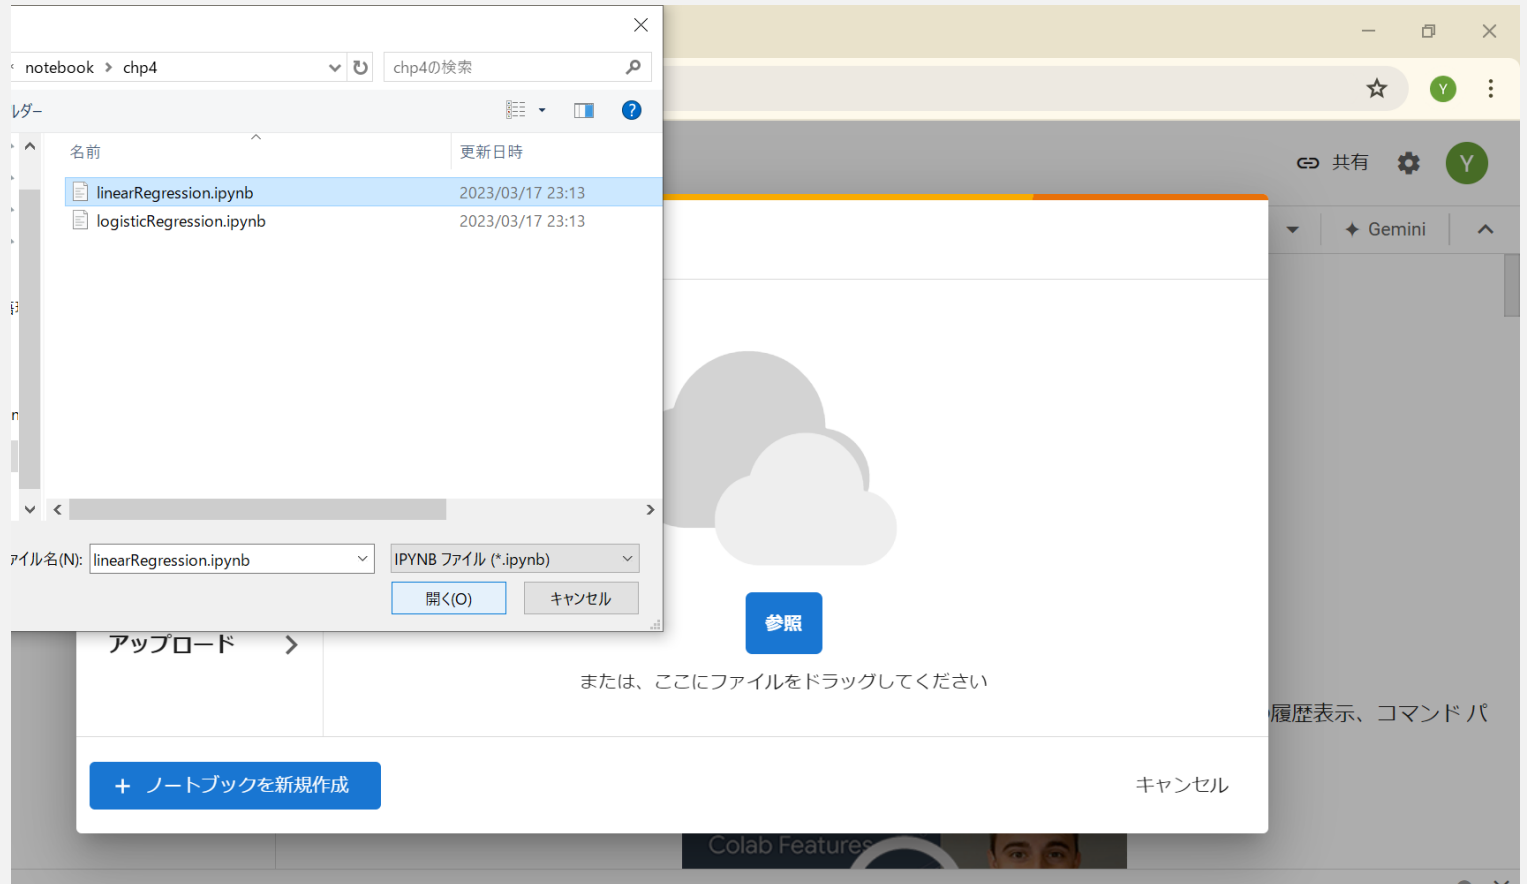 notebook > chp4
chp4の検索
ルダー
名前
更新日時
linearRegression.ipynb 2023/03/17 23:13
logisticRegression.ipynb 2023/03/17 23:13
ァイル名(N): linearRegression.ipynb
IPYNB ファイル (*.ipynb)
開く(O)
キャンセル
Y
共有
Y
Gemini
参照
または、ここにファイルをドラッグしてください
アップロード
履歴表示、コマンド パ
+ ノートブックを新規作成
キャンセル
Colab Features